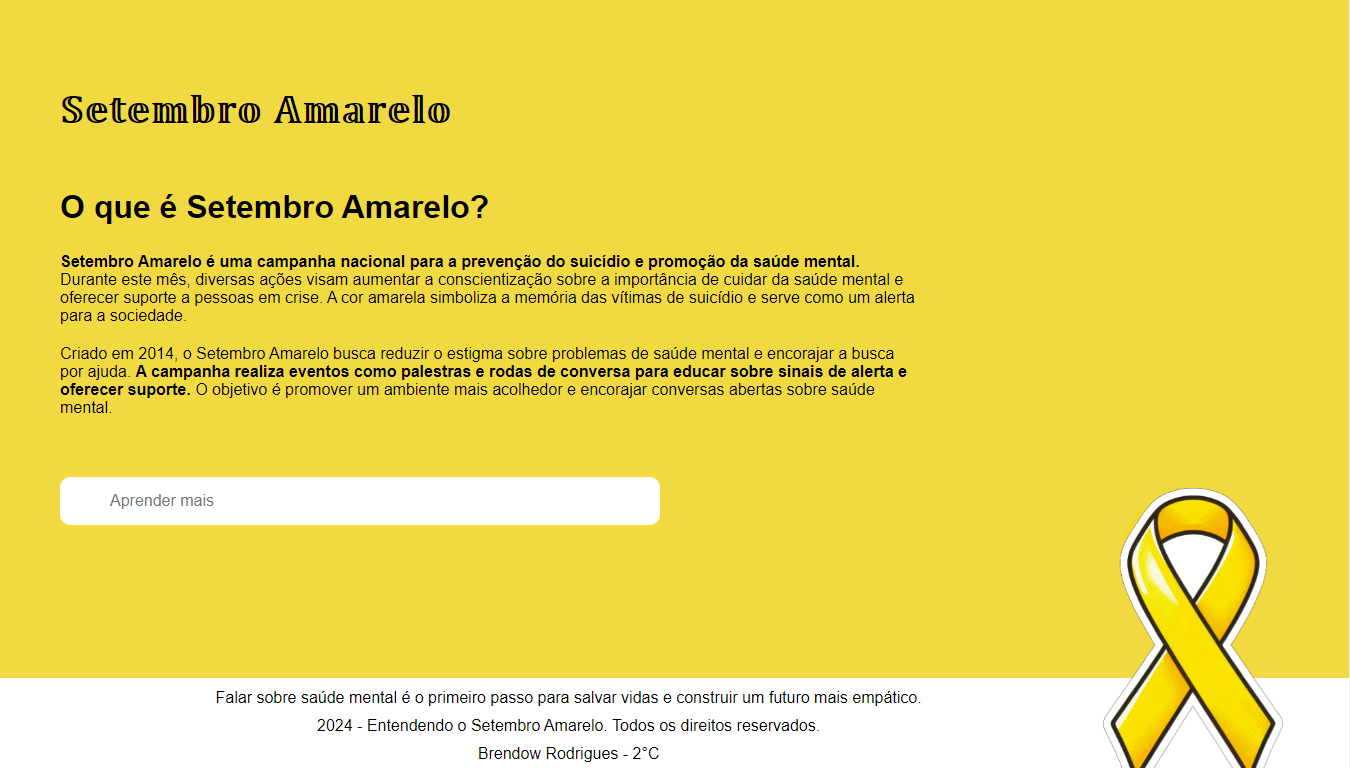 Setembro Amarelo
O que é Setembro Amarelo?
Setembro Amarelo é uma campanha nacional para a prevenção do suicídio e promoção da saúde mental.
Durante este mês, diversas ações visam aumentar a conscientização sobre a importância de cuidar da saúde mental e
oferecer suporte a pessoas em crise. A cor amarela simboliza a memória das vítimas de suicídio e serve como um alerta
para a sociedade.
Criado em 2014, o Setembro Amarelo busca reduzir o estigma sobre problemas de saúde mental e encorajar a busca
por ajuda. A campanha realiza eventos como palestras e rodas de conversa para educar sobre sinais de alerta e
oferecer suporte. O objetivo é promover um ambiente mais acolhedor e encorajar conversas abertas sobre saúde
mental.
Aprender mais
Falar sobre saúde mental é o primeiro passo para salvar vidas e construir um futuro mais empático.
2024 - Entendendo o Setembro Amarelo. Todos os direitos reservados.
Brendow Rodrigues - 2°C